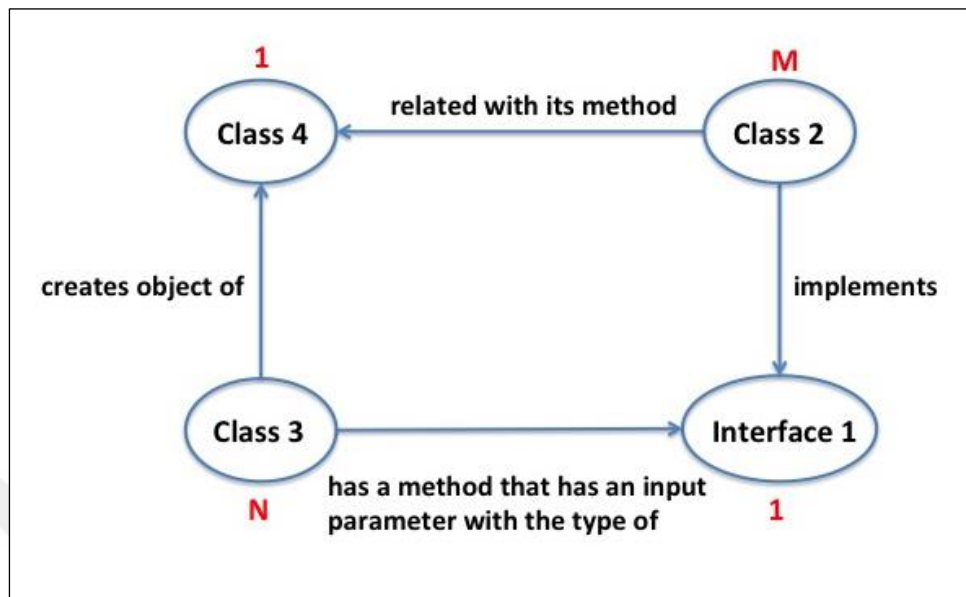 1
M
related with its method
Class 4
Class 2
creates object of
implements
Class 3
Interface 1
has a method that has an input
parameter with the type of
N
1